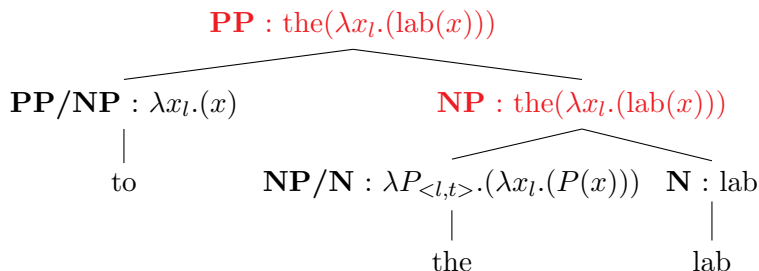 PP : the(λx_l.(lab(x)))
PP/NP : λx_l.(x) NP : the(λx_l.(lab(x)))
to NP/N : λP_{<l,t>}.(λx_l.(P(x))) N : lab
the lab